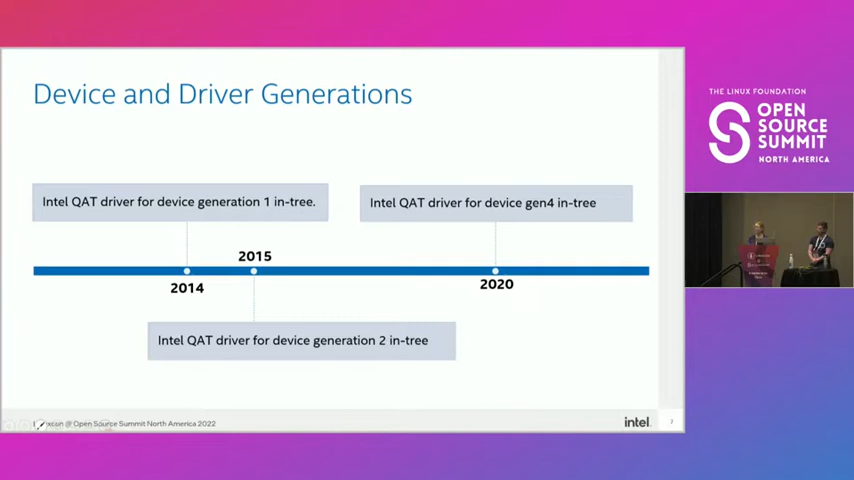 Device and Driver Generations
THE LINUX FOUNDATION
OPEN
SOURCE
SUMMIT
NORTH AMERICA
Intel QAT driver for device generation 1 in-tree.
Intel QAT driver for device gen4 in-tree
2015
2014
2020
Intel QAT driver for device generation 2 in-tree
@ Open Source Summit North America 2022
intel.
7